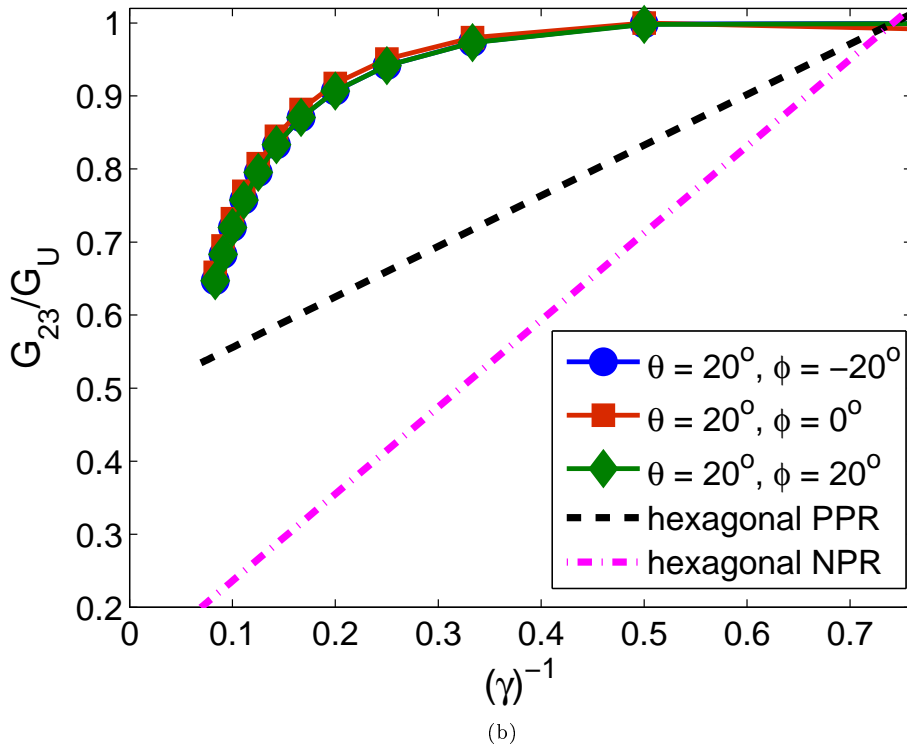 1
0.9
0.8
0.7
0.6
0.5
0.4
0.3
0.2
G23/GU
0 0.1 0.2 0.3 0.4 0.5 0.6 0.7
(γ)−1
θ = 20o, ϕ = −20o
θ = 20o, ϕ = 0o
θ = 20o, ϕ = 20o
hexagonal PPR
hexagonal NPR
(b)